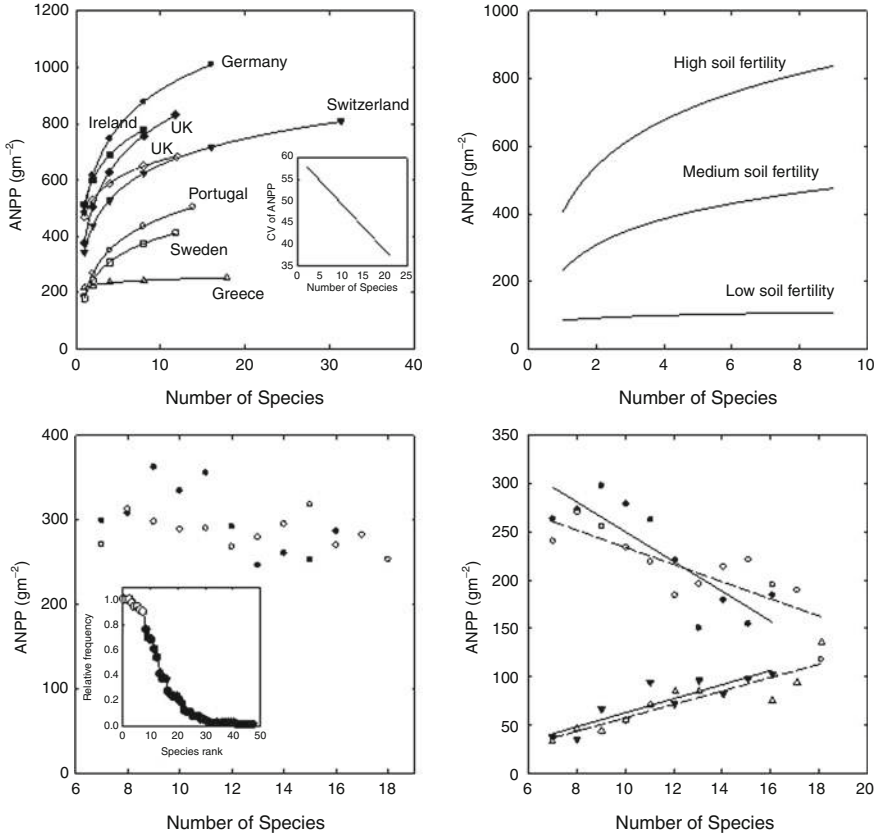 1200
1000
800
600
400
200
0
ANPP (gm⁻²)
Germany
Ireland
UK
UK
Switzerland
Portugal
Sweden
Greece
60
55
50
45
40
35
CV of ANPP
0 5 10 15 20 25
Number of Species
0 10 20 30 40
Number of Species
1000
800
600
400
200
0
ANPP (gm⁻²)
High soil fertility
Medium soil fertility
Low soil fertility
0 2 4 6 8 10
Number of Species
400
300
200
100
0
ANPP (gm⁻²)
1.0
0.8
0.6
0.4
0.2
0.0
Relative frequency
0 10 20 30 40 50
Species rank
6 8 10 12 14 16 18
Number of Species
350
300
250
200
150
100
50
0
ANPP (gm⁻²)
6 8 10 12 14 16 18 20
Number of Species